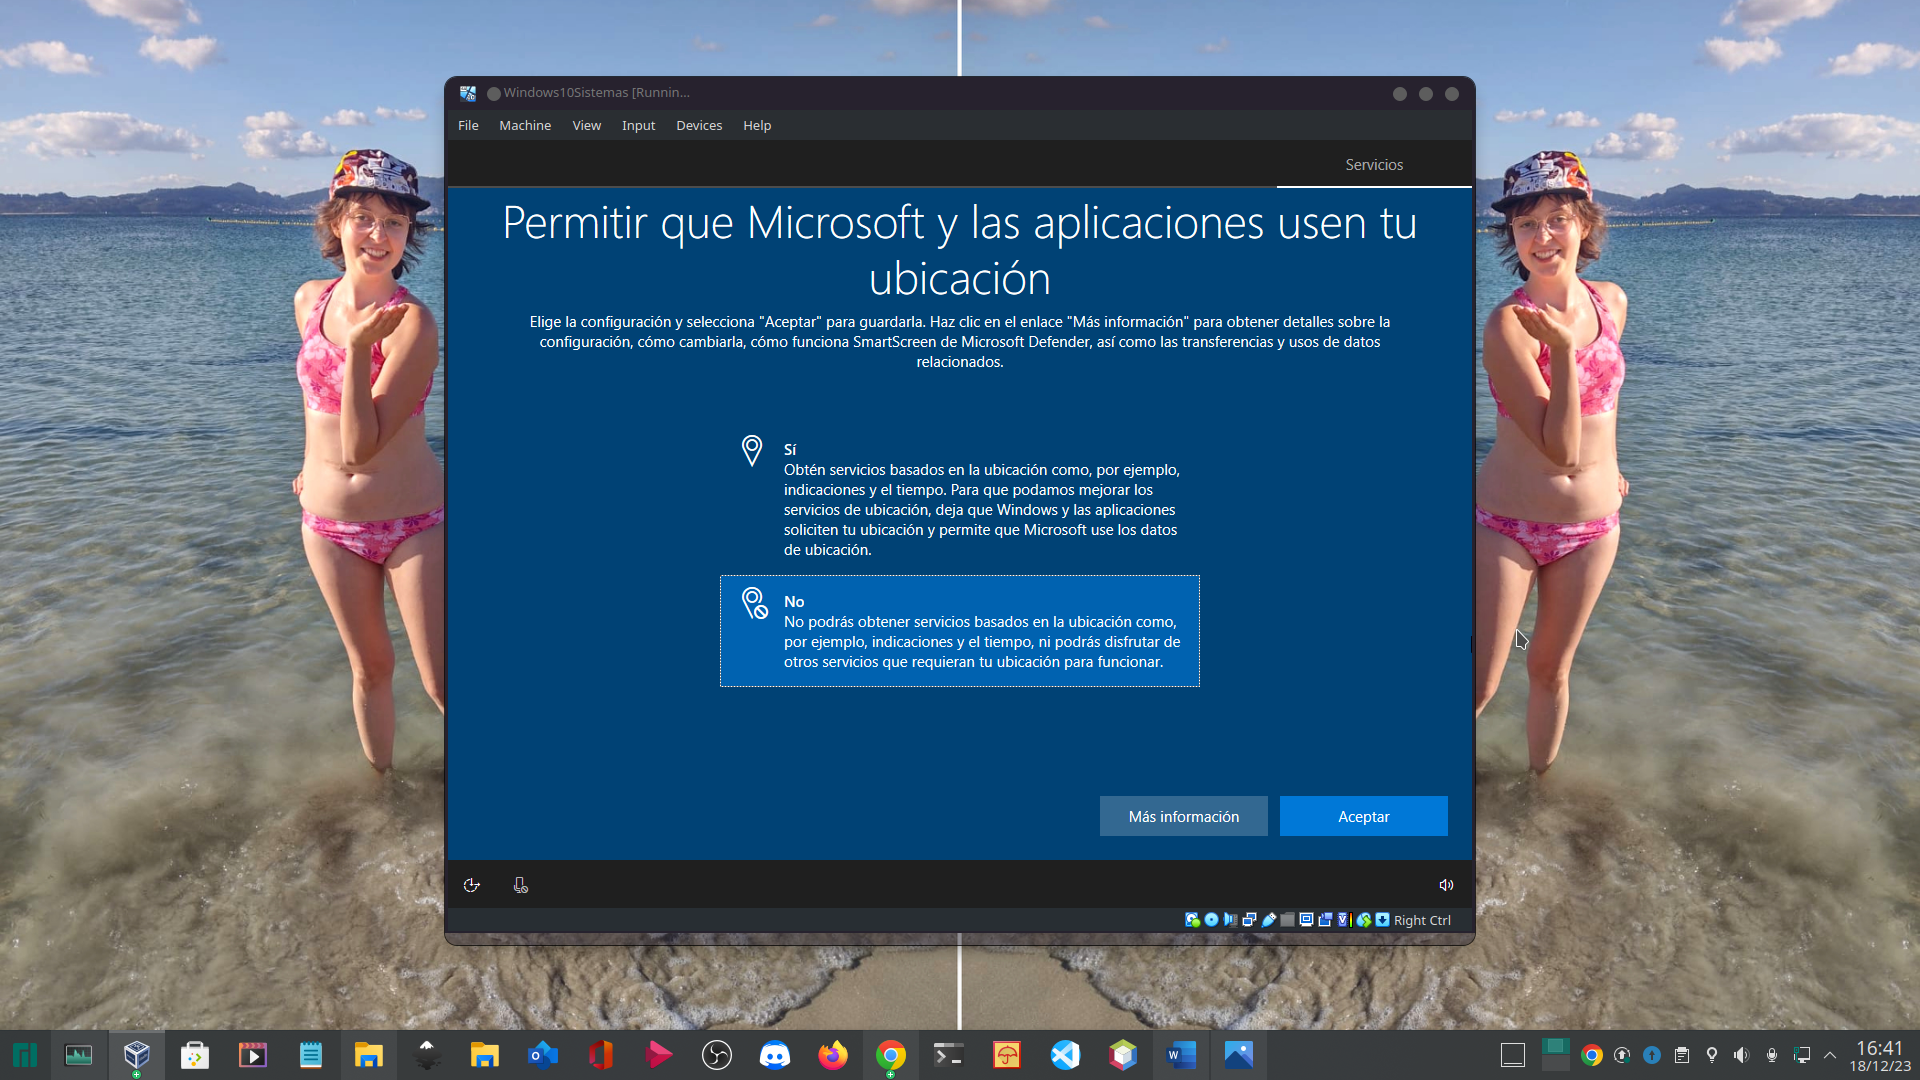 Windows10Sistemas [Runnin...
File Machine View Input Devices Help
Servicios
Permitir que Microsoft y las aplicaciones usen tu
ubicación
Elige la configuración y selecciona "Aceptar" para guardarla. Haz clic en el enlace "Más información" para obtener detalles sobre la
configuración, cómo cambiarla, cómo funciona SmartScreen de Microsoft Defender, así como las transferencias y usos de datos
relacionados.
Sí
Obtén servicios basados en la ubicación como, por ejemplo,
indicaciones y el tiempo. Para que podamos mejorar los
servicios de ubicación, deja que Windows y las aplicaciones
soliciten tu ubicación y permite que Microsoft use los datos
de ubicación.
No
No podrás obtener servicios basados en la ubicación como,
por ejemplo, indicaciones y el tiempo, ni podrás disfrutar de
otros servicios que requieran tu ubicación para funcionar.
Más información Aceptar
Right Ctrl
16:41
18/12/23